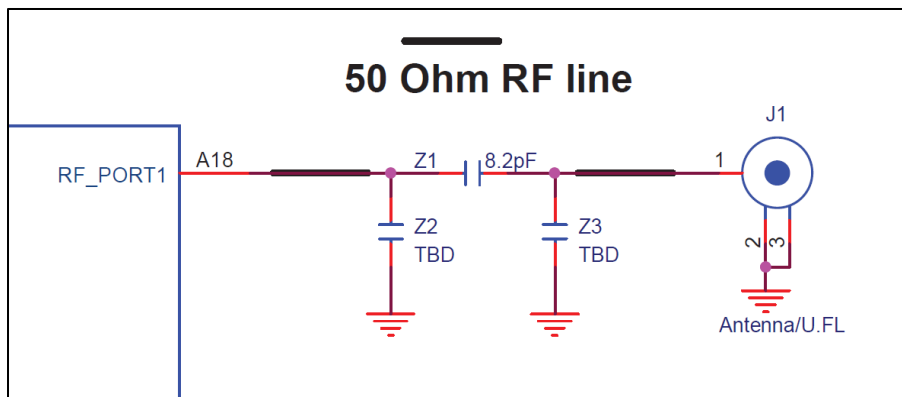 50 Ohm RF line
J1
RF_PORT1
A18
Z1
8.2pF
1
Z2
TBD
Z3
TBD
2
3
Antenna/U.FL